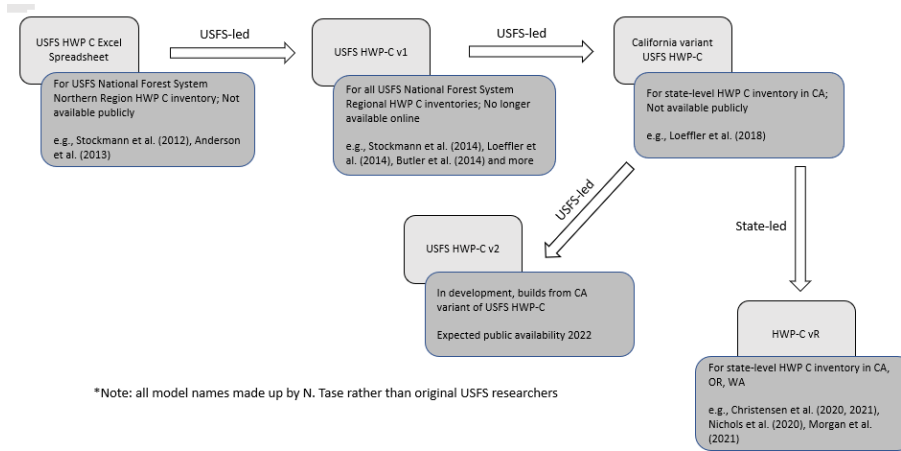 USFS HWP C Excel
Spreadsheet
For USFS National Forest System
Northern Region HWP C inventory; Not
available publicly
e.g., Stockmann et al. (2012), Anderson
et al. (2013)
USFS-led
USFS HWP-C v1
For all USFS National Forest System
Regional HWP C inventories; No longer
available online
e.g., Stockmann et al. (2014), Loeffler et
al. (2014), Butler et al. (2014) and more
USFS-led
California variant
USFS HWP-C
For state-level HWP C inventory in CA;
Not available publicly
e.g., Loeffler et al. (2018)
USFS-led
USFS HWP-C v2
In development, builds from CA
variant of USFS HWP-C
Expected public availability 2022
State-led
HWP-C vR
For state-level HWP C inventory in CA,
OR, WA
e.g., Christensen et al. (2020, 2021),
Nichols et al. (2020), Morgan et al.
(2021)
*Note: all model names made up by N. Tase rather than original USFS researchers